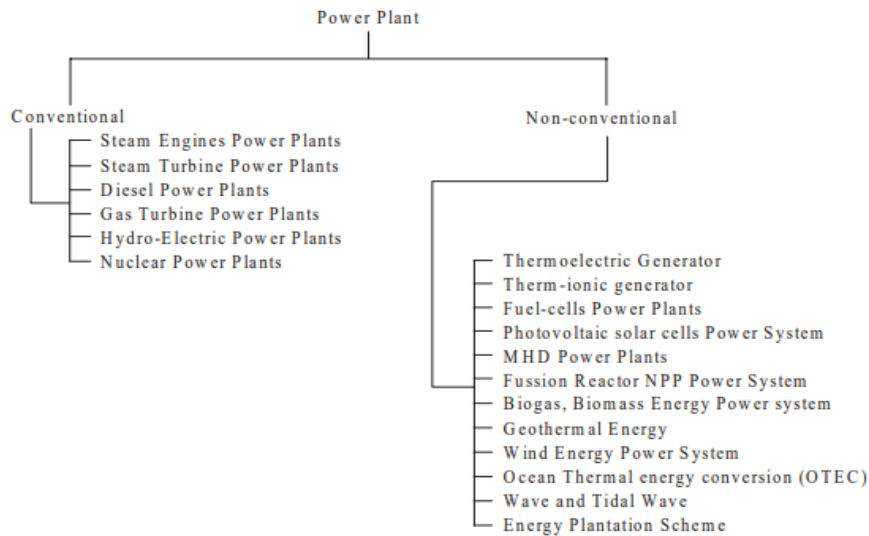 Power Plant
Conventional
Steam Engines Power Plants
Steam Turbine Power Plants
Diesel Power Plants
Gas Turbine Power Plants
Hydro-Electric Power Plants
Nuclear Power Plants
Non-conventional
Thermoelectric Generator
Therm-ionic generator
Fuel-cells Power Plants
Photovoltaic solar cells Power System
MHD Power Plants
Fussion Reactor NPP Power System
Biogas, Biomass Energy Power system
Geothermal Energy
Wind Energy Power System
Ocean Thermal energy conversion (OTEC)
Wave and Tidal Wave
Energy Plantation Scheme